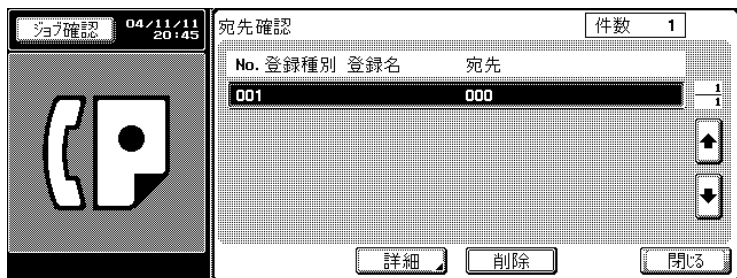 ジョブ確認 04/11/11
20:45
宛先確認 件数 1
No. 登録種別 登録名 宛先
001 000
1
1
詳細 削除 閉じる